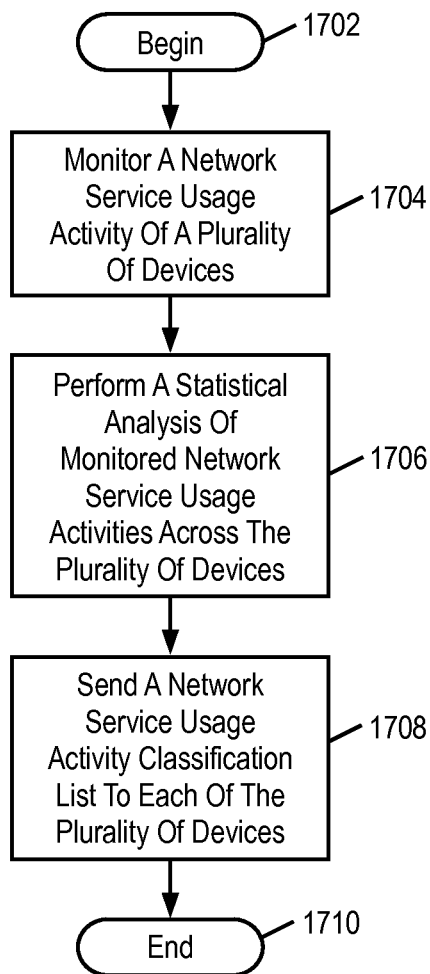 Begin
1702
Monitor A Network
Service Usage
Activity Of A Plurality
Of Devices
1704
Perform A Statistical
Analysis Of
Monitored Network
Service Usage
Activities Across The
Plurality Of Devices
1706
Send A Network
Service Usage
Activity Classification
List To Each Of The
Plurality Of Devices
1708
End
1710